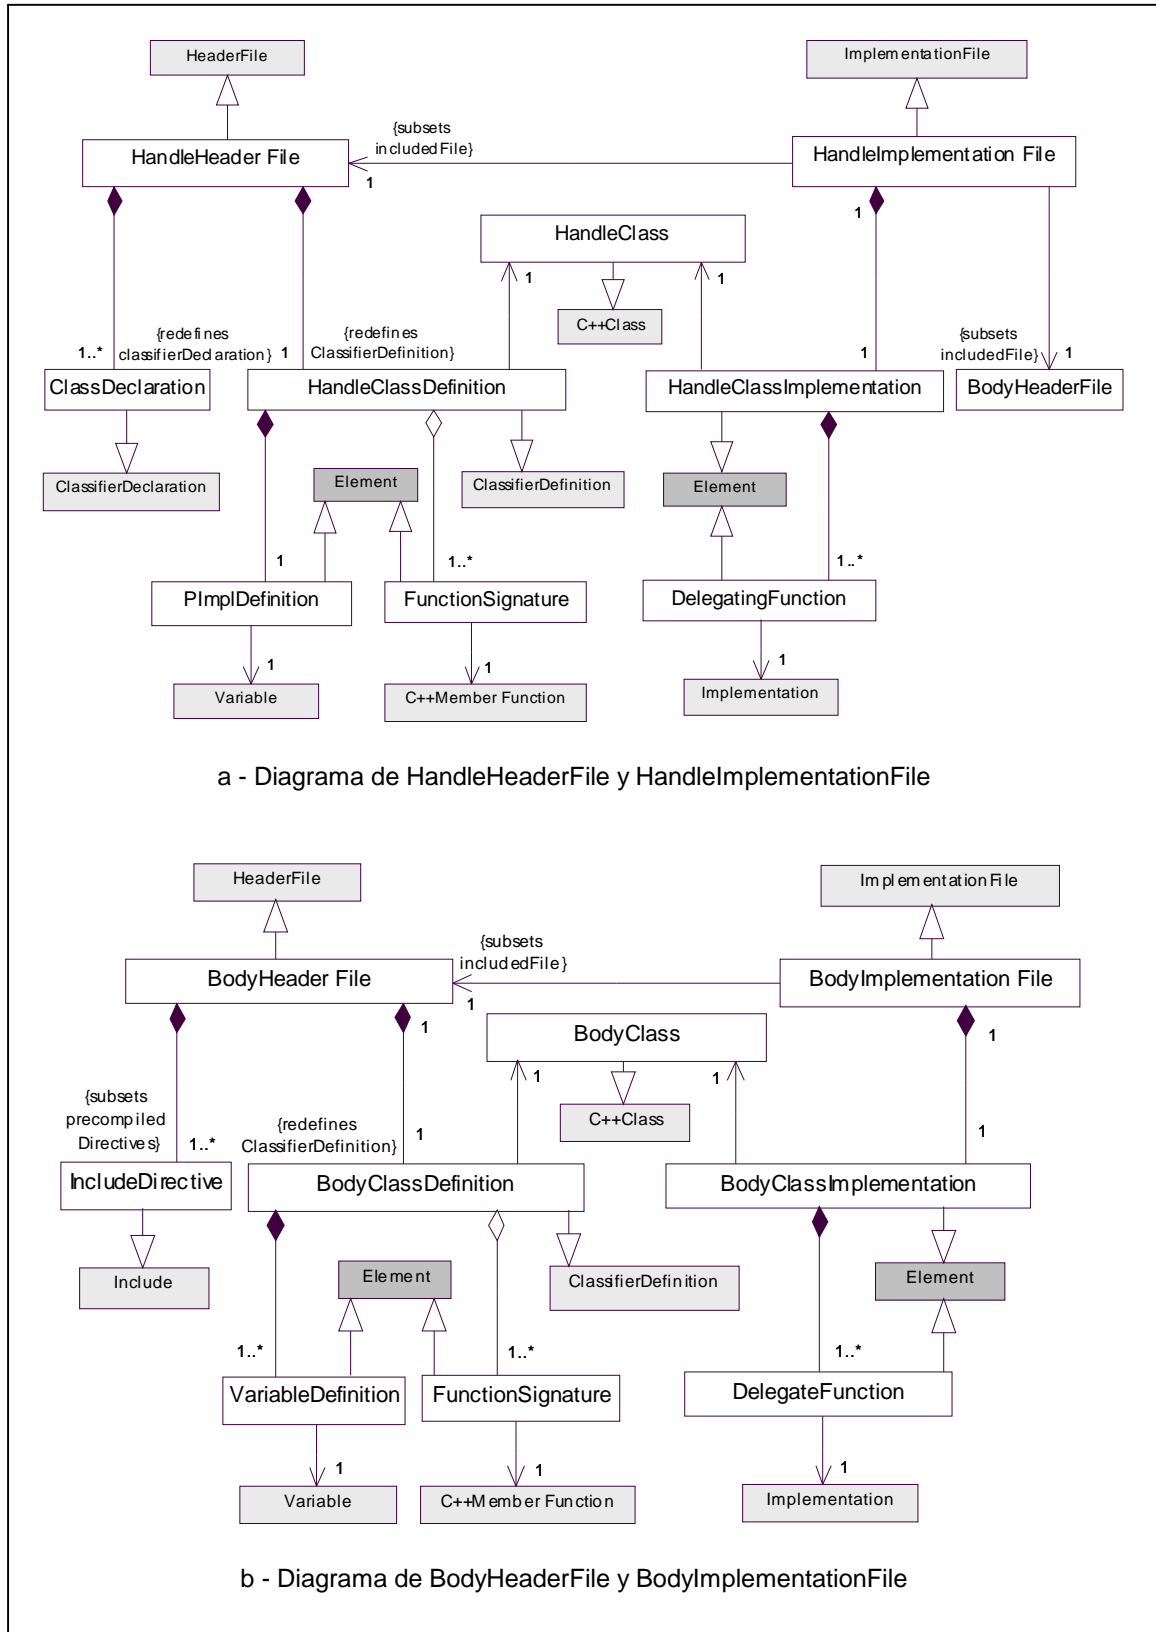 HeaderFile
ImplementationFile
HandleHeader File
{subsets
includedFile}
1
HandleImplementation File
1
HandleClass
1
1
C++Class
{redefines
classifierDeclaration}
1..*
1
{redefines
ClassifierDefinition}
1
{subsets
includedFile}
1
ClassDeclaration
HandleClassDefinition
HandleClassImplementation
BodyHeaderFile
ClassifierDeclaration
Element
ClassifierDefinition
Element
1
1..*
1..*
PImplDefinition
FunctionSignature
DelegatingFunction
1
1
1
Variable
C++Member Function
Implementation
a - Diagrama de HandleHeaderFile y HandleImplementationFile
HeaderFile
ImplementationFile
{subsets
includedFile}
BodyHeader File
1
BodyImplementation File
1
1
BodyClass
1
1
C++Class
{subsets
precompiled
Directives}
1..*
{redefines
ClassifierDefinition}
1
1
IncludeDirective
BodyClassDefinition
BodyClassImplementation
Include
Element
ClassifierDefinition
Element
1..*
1..*
1..*
VariableDefinition
FunctionSignature
DelegateFunction
1
1
1
Variable
C++Member Function
Implementation
b - Diagrama de BodyHeaderFile y BodyImplementationFile